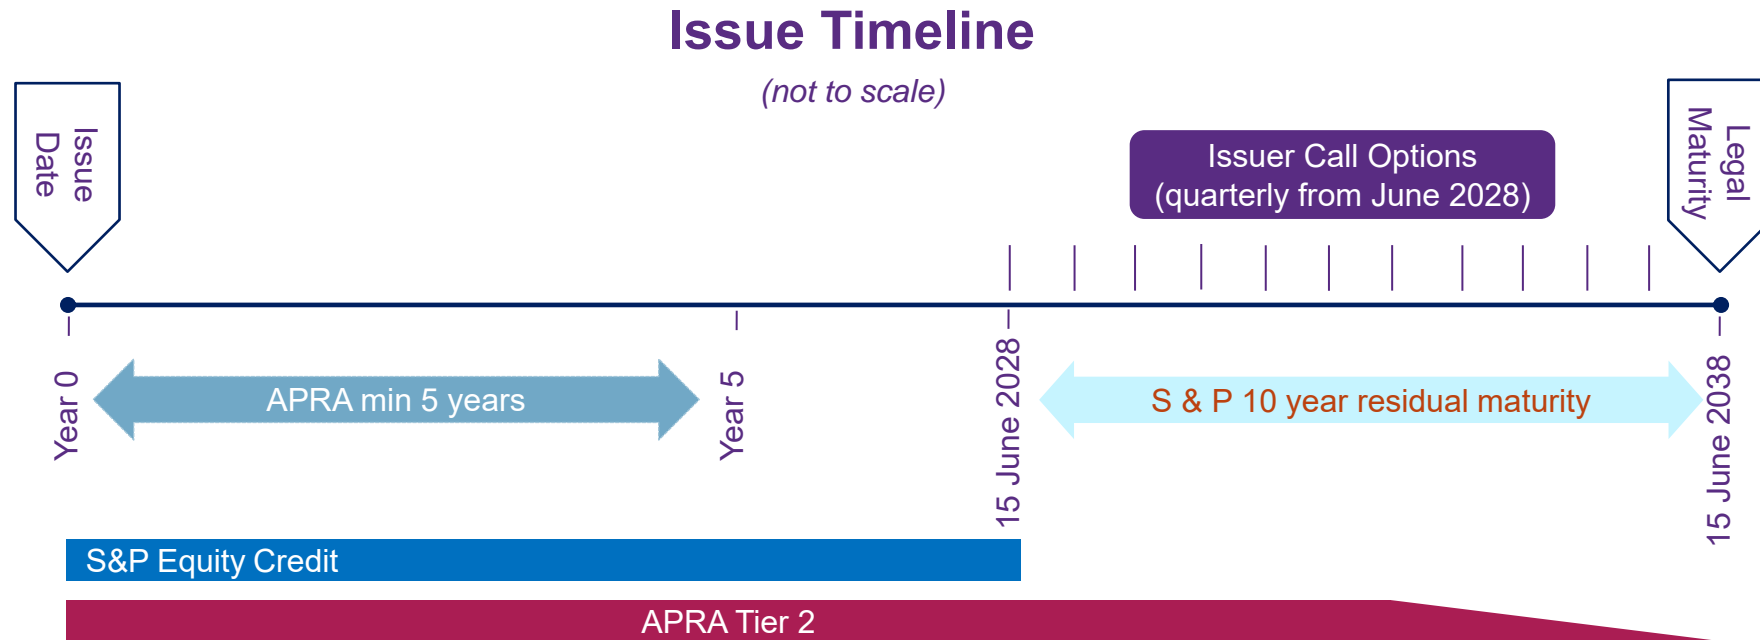 Issue Timeline
(not to scale)
Issue
Date
Legal
Maturity
Issuer Call Options
(quarterly from June 2028)
Year 0
APRA min 5 years
Year 5
15 June 2028
S & P 10 year residual maturity
15 June 2038
S&P Equity Credit
APRA Tier 2